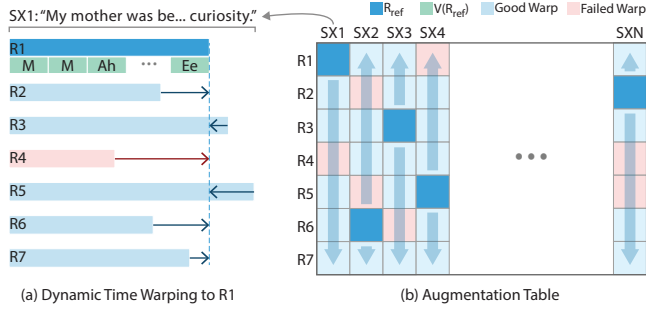 SX1: “My mother was be... curiosity.”
R1
M M Ah ••• Ee
R2
R3
R4
R5
R6
R7
(a) Dynamic Time Warping to R1
Rref V(Rref) Good Warp Failed Warp
SX1 SX2 SX3 SX4 SXN
R1
R2
R3
R4
•••
R5
R6
R7
(b) Augmentation Table